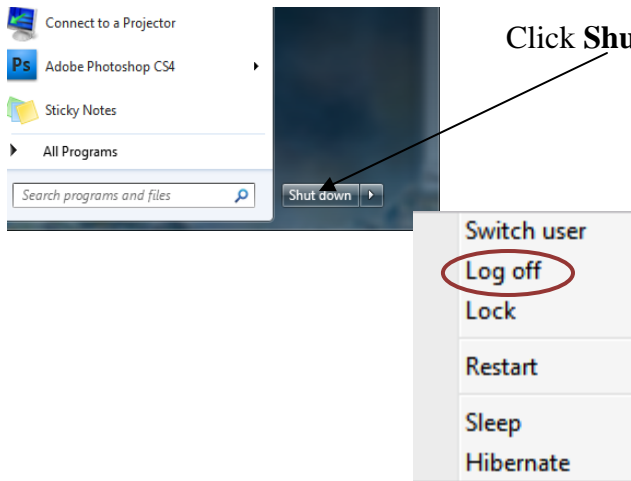 Connect to a Projector
Click Shu
Ps Adobe Photoshop CS4
Sticky Notes
All Programs
Search programs and files
Shut down
Switch user
Log off
Lock
Restart
Sleep
Hibernate